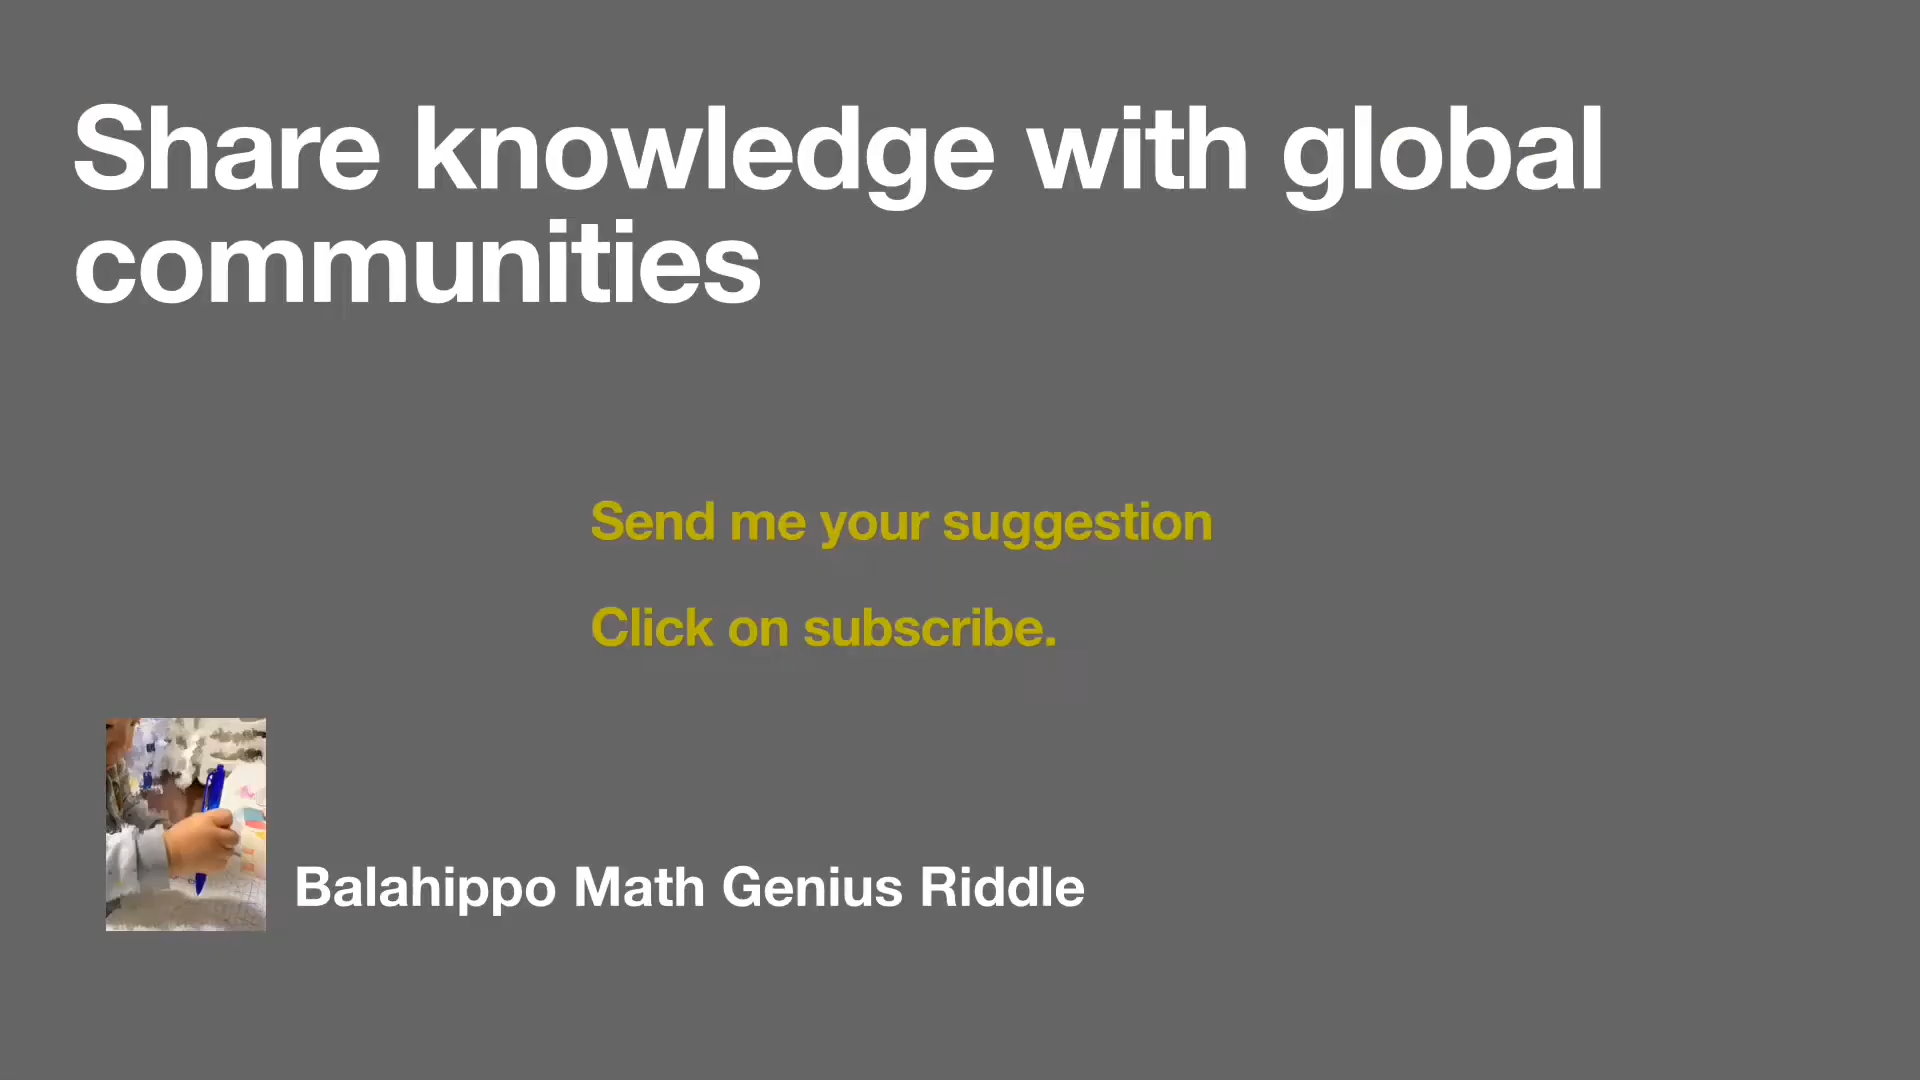 Share knowledge with global
communities
Send me your suggestion
Click on subscribe.
Balahippo Math Genius Riddle